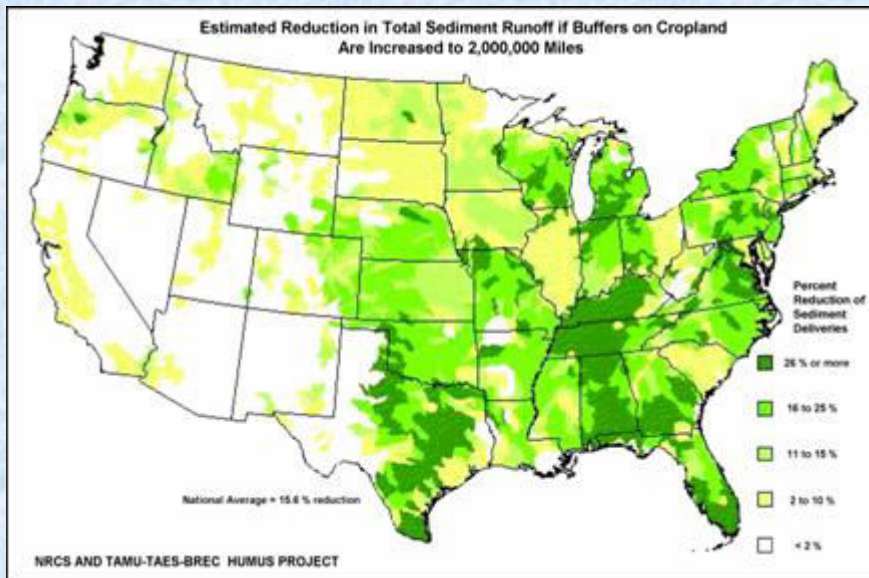 Estimated Reduction in Total Sediment Runoff if Buffers on Cropland
Are Increased to 2,000,000 Miles
Percent
Reduction of
Sediment
Deliveries
26 % or more
16 to 25 %
11 to 15 %
2 to 10 %
< 2 %
National Average = 15.6 % reduction
NRCS AND TAMU-TAES-BREC HUMUS PROJECT